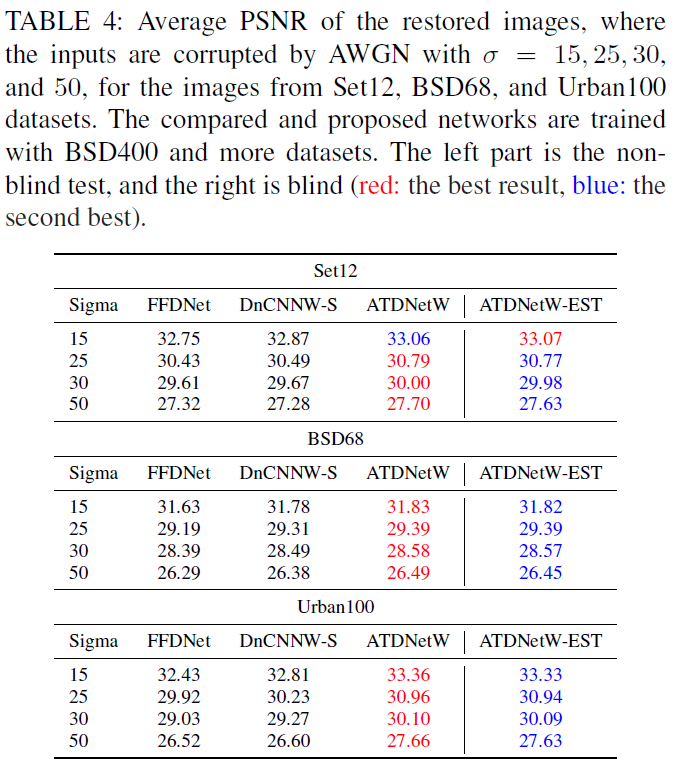 TABLE 4: Average PSNR of the restored images, where
the inputs are corrupted by AWGN with σ = 15, 25, 30,
and 50, for the images from Set12, BSD68, and Urban100
datasets. The compared and proposed networks are trained
with BSD400 and more datasets. The left part is the non-
blind test, and the right is blind (red: the best result, blue: the
second best).
Set12
Sigma FFDNet DnCNNW-S ATDNetW ATDNetW-EST
15 32.75 32.87 33.06 33.07
25 30.43 30.49 30.79 30.77
30 29.61 29.67 30.00 29.98
50 27.32 27.28 27.70 27.63
BSD68
Sigma FFDNet DnCNNW-S ATDNetW ATDNetW-EST
15 31.63 31.78 31.83 31.82
25 29.19 29.31 29.39 29.39
30 28.39 28.49 28.58 28.57
50 26.29 26.38 26.49 26.45
Urban100
Sigma FFDNet DnCNNW-S ATDNetW ATDNetW-EST
15 32.43 32.81 33.36 33.33
25 29.92 30.23 30.96 30.94
30 29.03 29.27 30.10 30.09
50 26.52 26.60 27.66 27.63